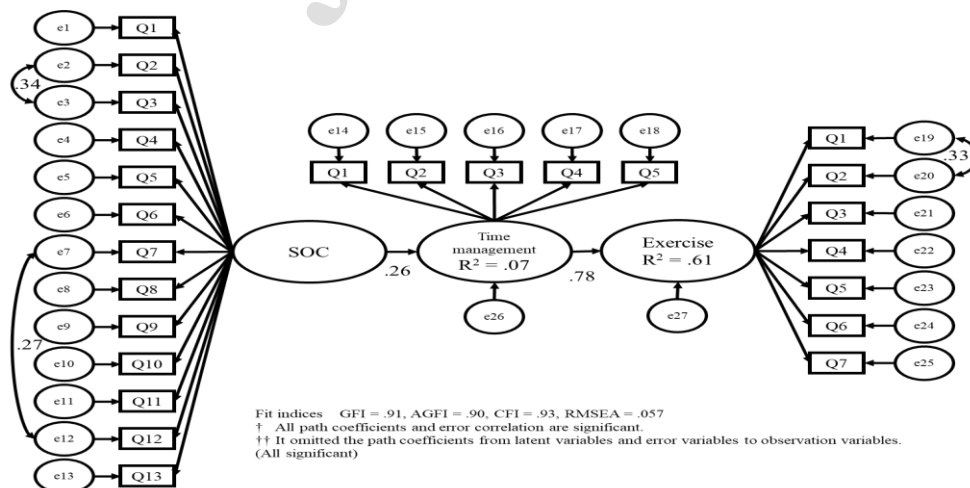 e1 Q1
e2 Q2
.34
e3 Q3
e4 Q4
e5 Q5
e6 Q6
e7 Q7
e8 Q8
e9 Q9
.27
e10 Q10
e11 Q11
e12 Q12
e13 Q13
SOC
.26
e14 e15 e16 e17 e18
Q1 Q2 Q3 Q4 Q5
Time
management
R² = .07
e26
.78
Exercise
R² = .61
e27
Q1 e19
.33
Q2 e20
Q3 e21
Q4 e22
Q5 e23
Q6 e24
Q7 e25
Fit indices GFI = .91, AGFI = .90, CFI = .93, RMSEA = .057
† All path coefficients and error correlation are significant.
†† It omitted the path coefficients from latent variables and error variables to observation variables.
(All significant)